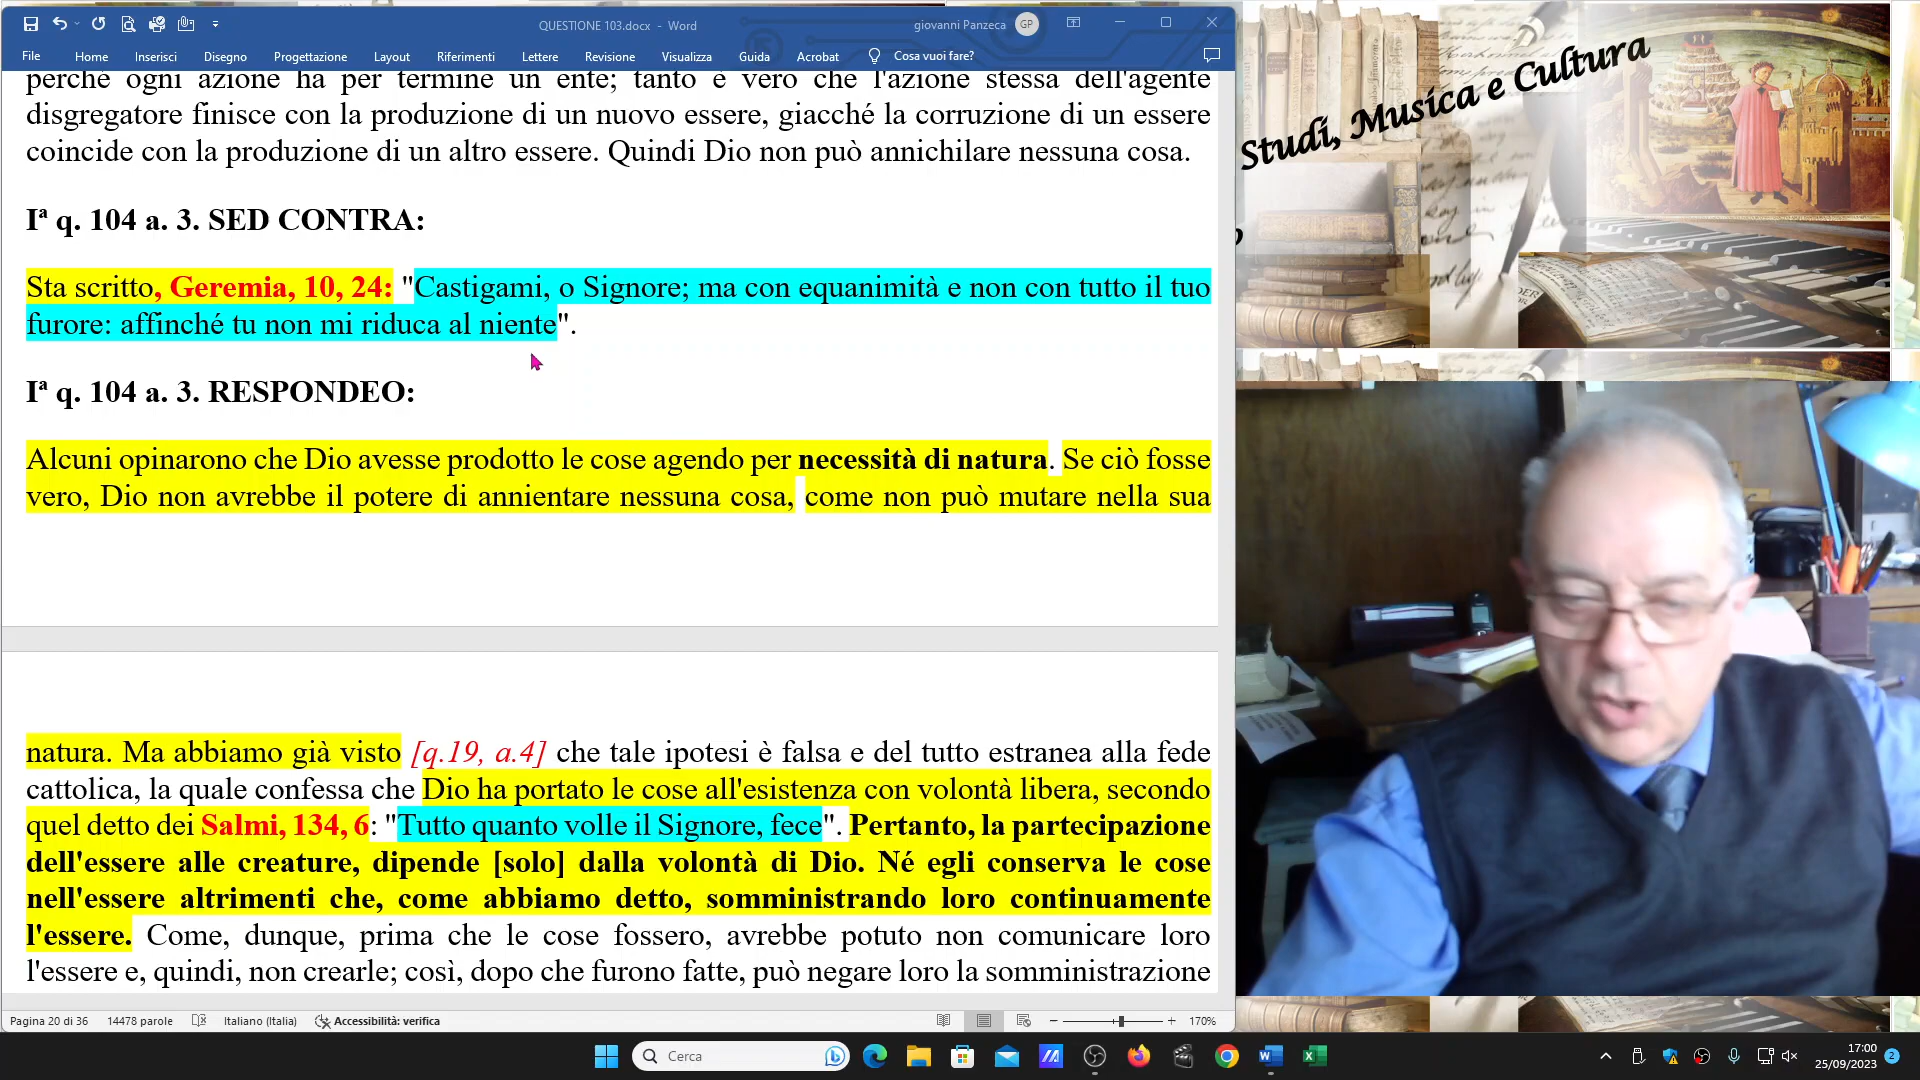 QUESTIONE 103.docx - Word
giovanni Panzeca
GP
File
Home
Inserisci
Disegno
Progettazione
Layout
Riferimenti
Lettere
Revisione
Visualizza
Guida
Acrobat
Cosa vuoi fare?
perché ogni azione ha per termine un ente; tanto è vero che l'azione stessa dell'agente
disgregatore finisce con la produzione di un nuovo essere, giacché la corruzione di un essere
coincide con la produzione di un altro essere. Quindi Dio non può annichilare nessuna cosa.
Iª q. 104 a. 3. SED CONTRA:
Sta scritto, Geremia, 10, 24: "Castigami, o Signore; ma con equanimità e non con tutto il tuo
furore: affinché tu non mi riduca al niente".
Iª q. 104 a. 3. RESPONDEO:
Alcuni opinarono che Dio avesse prodotto le cose agendo per necessità di natura. Se ciò fosse
vero, Dio non avrebbe il potere di annientare nessuna cosa, come non può mutare nella sua
natura. Ma abbiamo già visto [q.19, a.4] che tale ipotesi è falsa e del tutto estranea alla fede
cattolica, la quale confessa che Dio ha portato le cose all'esistenza con volontà libera, secondo
quel detto dei Salmi, 134, 6: "Tutto quanto volle il Signore, fece". Pertanto, la partecipazione
dell'essere alle creature, dipende [solo] dalla volontà di Dio. Né egli conserva le cose
nell'essere altrimenti che, come abbiamo detto, somministrando loro continuamente
l'essere. Come, dunque, prima che le cose fossero, avrebbe potuto non comunicare loro
l'essere e, quindi, non crearle; così, dopo che furono fatte, può negare loro la somministrazione
Pagina 20 di 36
14478 parole
Italiano (Italia)
Accessibilità: verifica
170%
Studi, Musica e Cultura
Cerca
17:00
25/09/2023
2